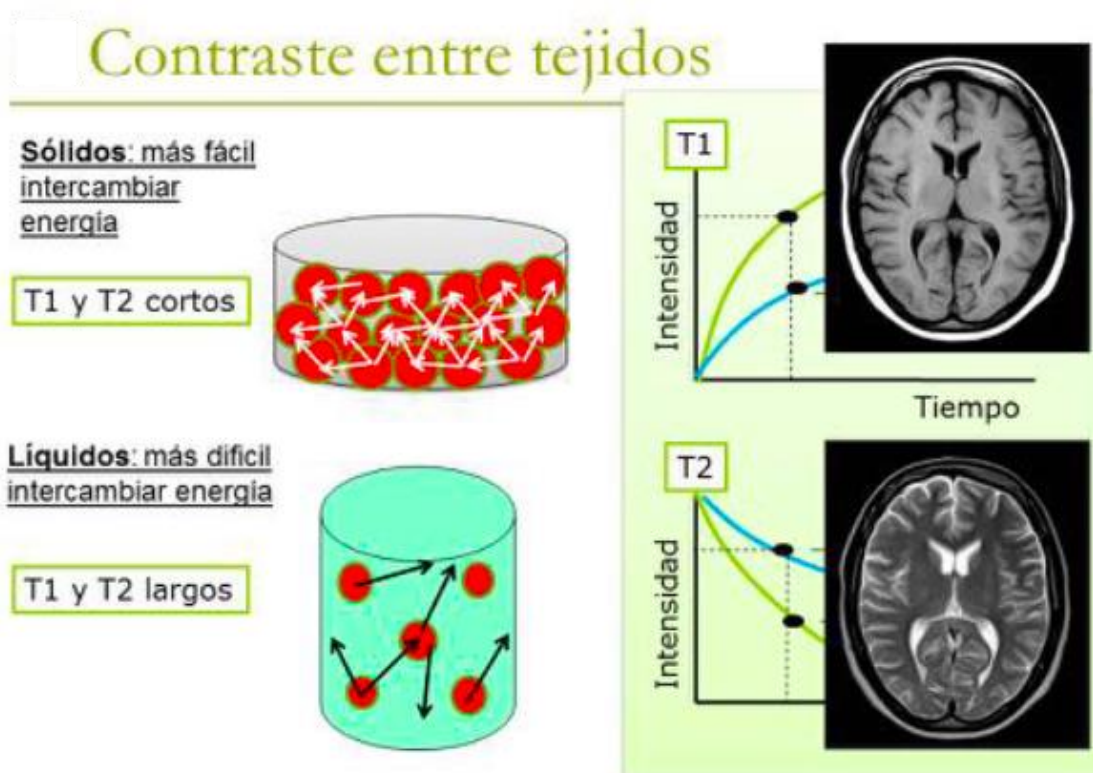 Contraste entre tejidos
Sólidos: más fácil
intercambiar
energía
T1 y T2 cortos
Líquidos: más dificil
intercambiar energía
T1 y T2 largos
T1
Intensidad
Tiempo
T2
Intensidad